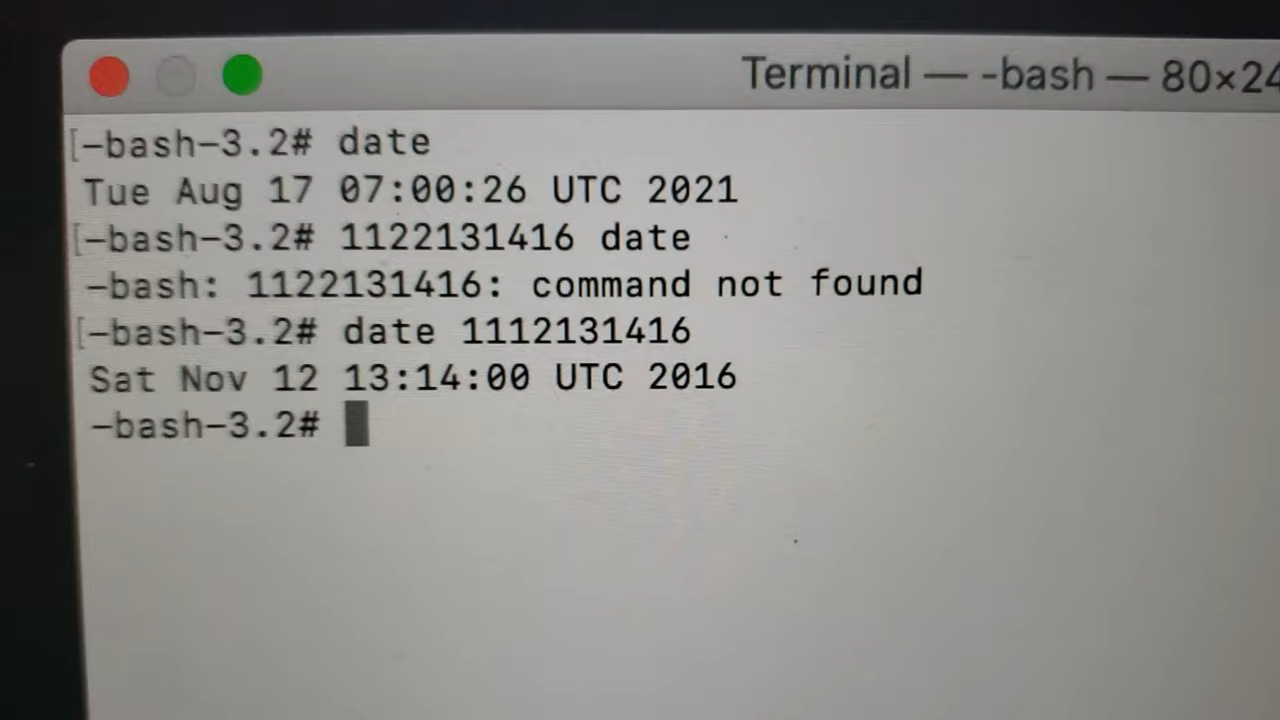 Terminal — -bash — 80×24
[-bash-3.2# date
Tue Aug 17 07:00:26 UTC 2021
[-bash-3.2# 1122131416 date
-bash: 1122131416: command not found
[-bash-3.2# date 1112131416
Sat Nov 12 13:14:00 UTC 2016
-bash-3.2#